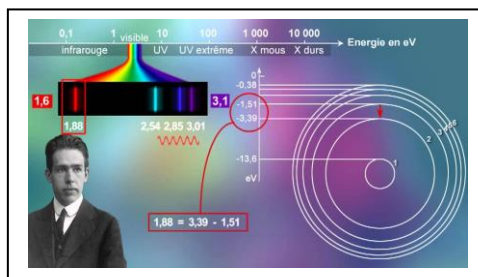 0,1 1 10 100 1 000 10 000 Energie en eV
visible
infrarouge UV UV extrême X mous X durs
1,6 3,1
1,88 2,54 2,85 3,01
0
-0,38
-1,51
-3,39
-13,6
eV
1 2 3
1,88 = 3,39 - 1,51